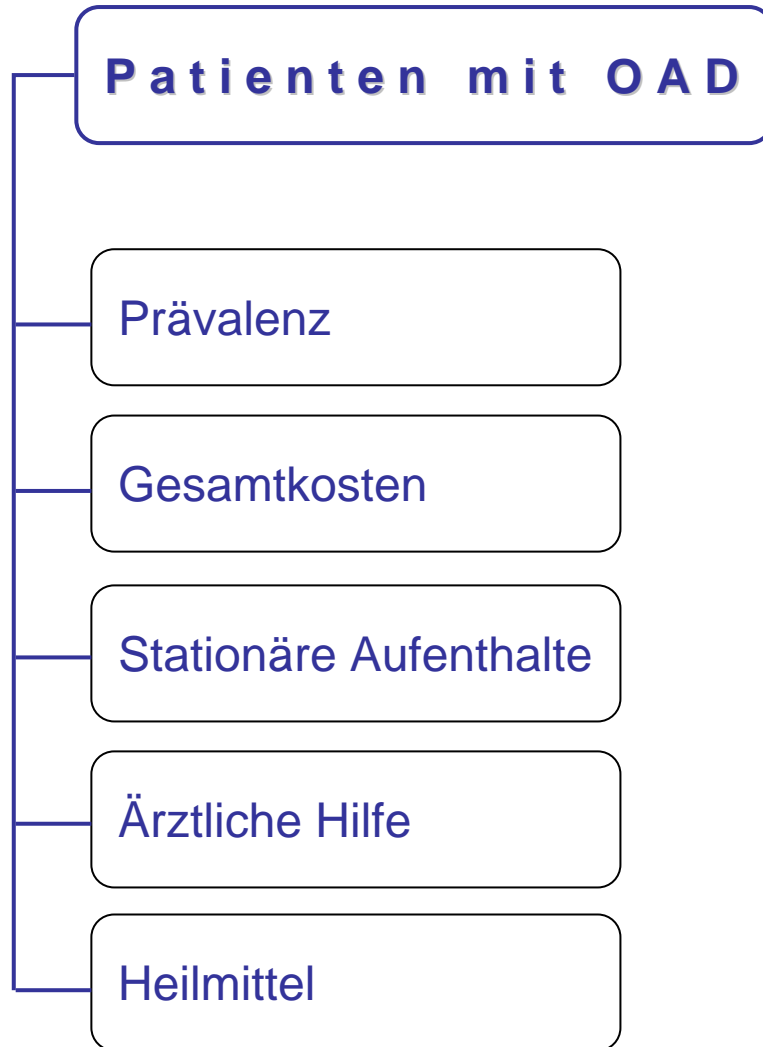 Patienten mit OAD
Prävalenz
Gesamtkosten
Stationäre Aufenthalte
Ärztliche Hilfe
Heilmittel